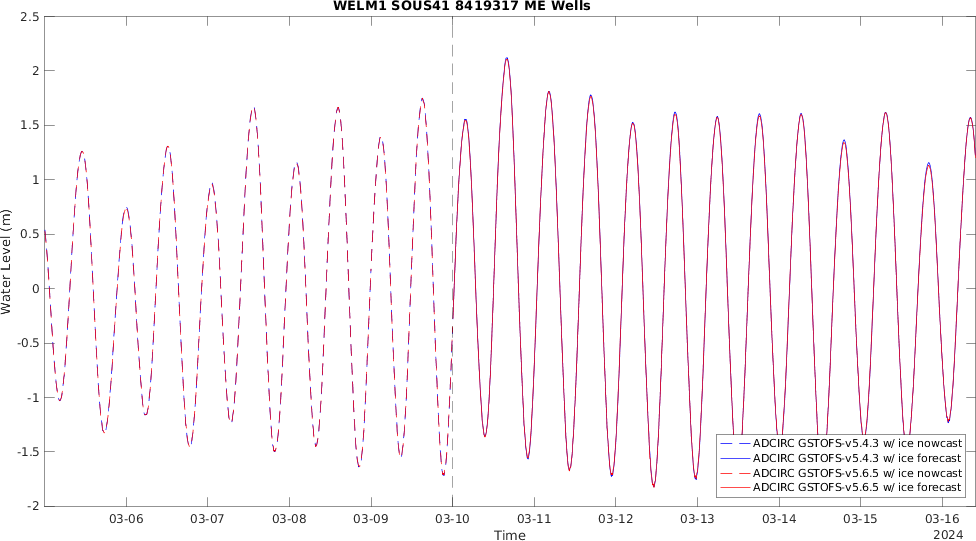 WELM1 SOUS41 8419317 ME Wells
2.5
2
1.5
1
0.5
0
-0.5
-1
-1.5
-2
Water Level (m)
ADCIRC GSTOFS-v5.4.3 w/ ice nowcast
ADCIRC GSTOFS-v5.4.3 w/ ice forecast
ADCIRC GSTOFS-v5.6.5 w/ ice nowcast
ADCIRC GSTOFS-v5.6.5 w/ ice forecast
03-06 03-07 03-08 03-09 03-10 03-11 03-12 03-13 03-14 03-15 03-16
Time
2024